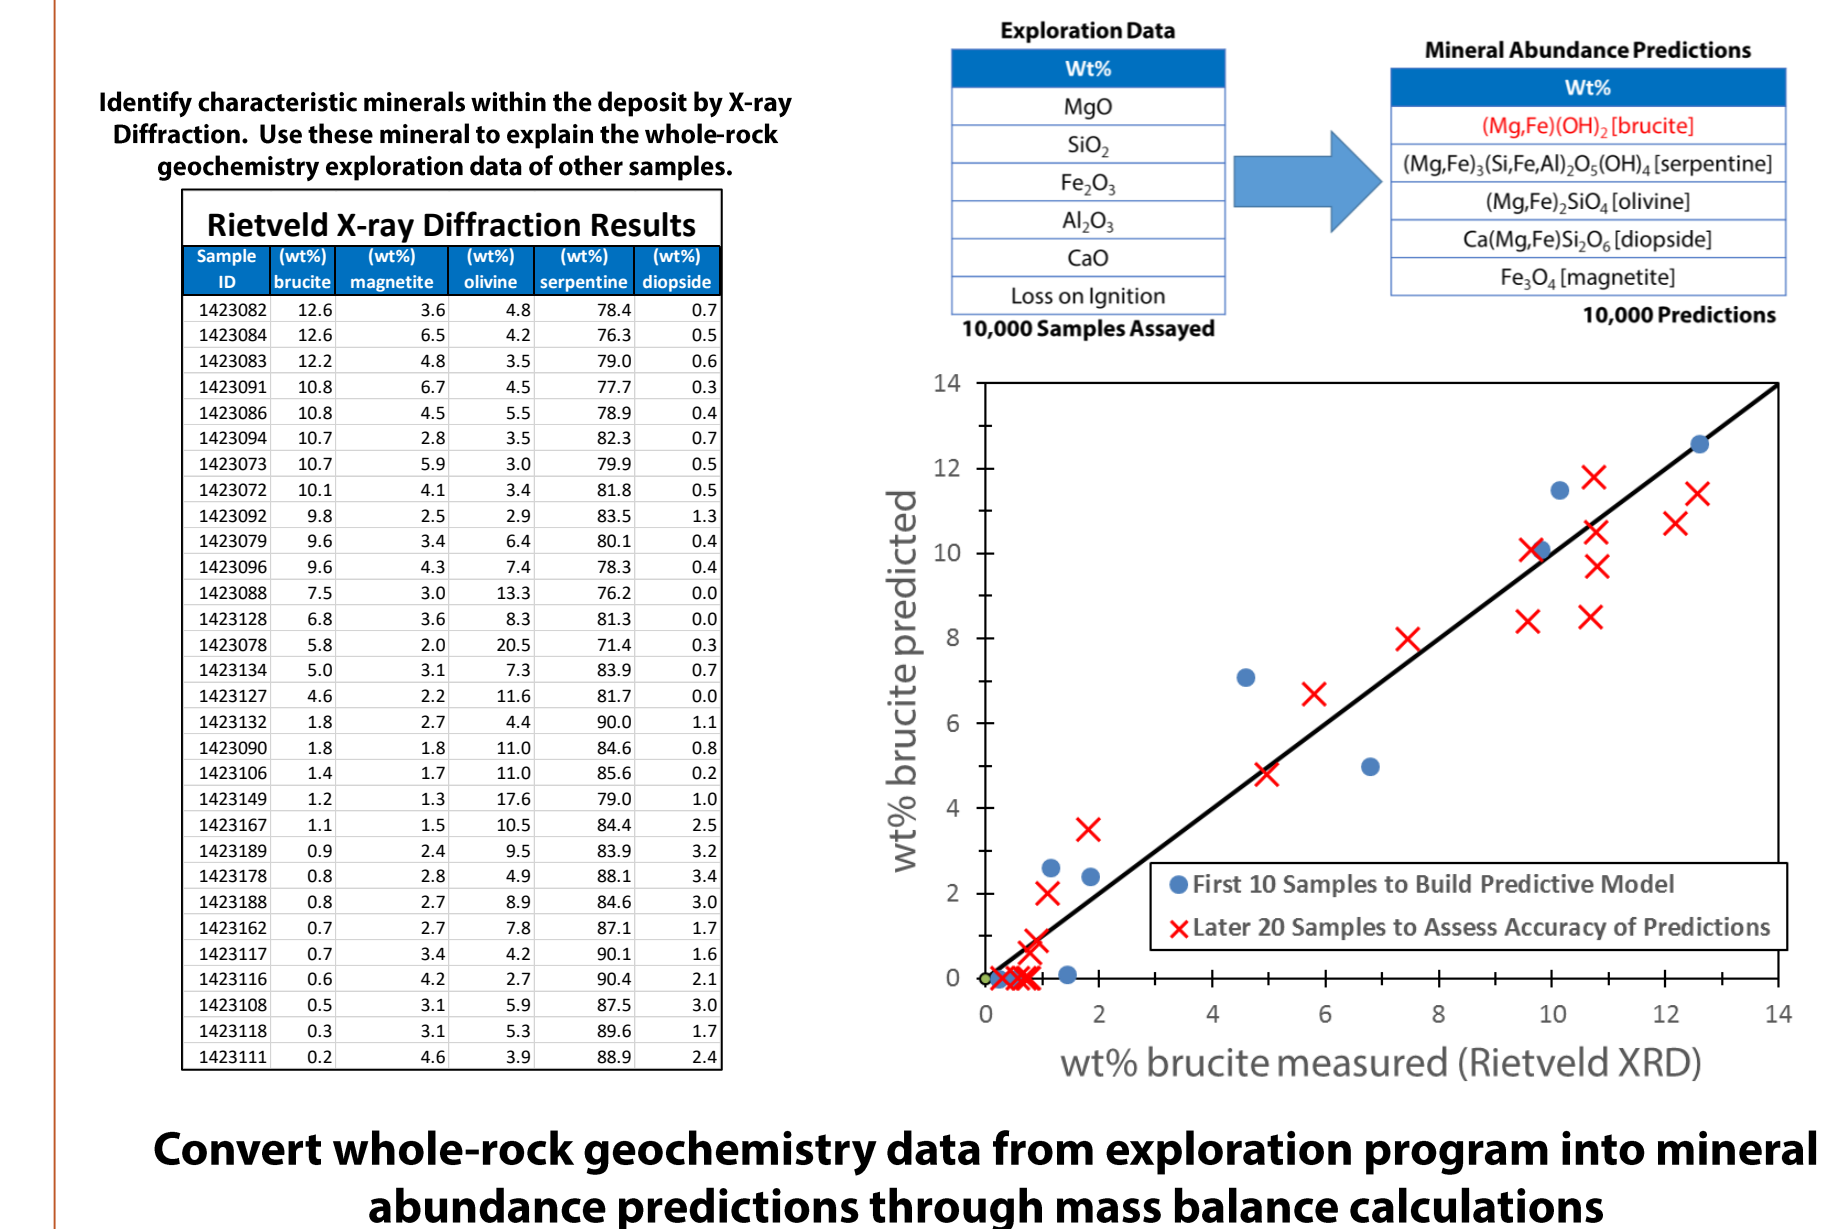 Identify characteristic minerals within the deposit by X-ray
Diffraction.  Use these mineral to explain the whole-rock
geochemistry exploration data of other samples.
Rietveld X-ray Diffraction Results
Sample ID | (wt%) brucite | (wt%) magnetite | (wt%) olivine | (wt%) serpentine | (wt%) diopside
1423082 12.6 3.6 4.8 78.4 0.7
1423084 12.6 6.5 4.2 76.3 0.5
1423083 12.2 4.8 3.5 79.0 0.6
1423091 10.8 6.7 4.5 77.7 0.3
1423086 10.8 4.5 5.5 78.9 0.4
1423094 10.7 2.8 3.5 82.3 0.7
1423073 10.7 5.9 3.0 79.9 0.5
1423072 10.1 4.1 3.4 81.8 0.5
1423092 9.8 2.5 2.9 83.5 1.3
1423079 9.6 3.4 6.4 80.1 0.4
1423096 9.6 4.3 7.4 78.3 0.4
1423088 7.5 3.0 13.3 76.2 0.0
1423128 6.8 3.6 8.3 81.3 0.0
1423078 5.8 2.0 20.5 71.4 0.3
1423134 5.0 3.1 7.3 83.9 0.7
1423127 4.6 2.2 11.6 81.7 0.0
1423132 1.8 2.7 4.4 90.0 1.1
1423090 1.8 1.8 11.0 84.6 0.8
1423106 1.4 1.7 11.0 85.6 0.2
1423149 1.2 1.3 17.6 79.0 1.0
1423167 1.1 1.5 10.5 84.4 2.5
1423189 0.9 2.4 9.5 83.9 3.2
1423178 0.8 2.8 4.9 88.1 3.4
1423188 0.8 2.7 8.9 84.6 3.0
1423162 0.7 2.7 7.8 87.1 1.7
1423117 0.7 3.4 4.2 90.1 1.6
1423116 0.6 4.2 2.7 90.4 2.1
1423108 0.5 3.1 5.9 87.5 3.0
1423118 0.3 3.1 5.3 89.6 1.7
1423111 0.2 4.6 3.9 88.9 2.4
Exploration Data
Wt%
MgO
SiO₂
Fe₂O₃
Al₂O₃
CaO
Loss on Ignition
10,000 Samples Assayed
Mineral Abundance Predictions
Wt%
(Mg,Fe)(OH)₂ [brucite]
(Mg,Fe)₃(Si,Fe,Al)₂O₅(OH)₄ [serpentine]
(Mg,Fe)₂SiO₄ [olivine]
Ca(Mg,Fe)Si₂O₆ [diopside]
Fe₃O₄ [magnetite]
10,000 Predictions
wt% brucite predicted
14
12
10
8
6
4
2
0
First 10 Samples to Build Predictive Model
Later 20 Samples to Assess Accuracy of Predictions
0 2 4 6 8 10 12 14
wt% brucite measured (Rietveld XRD)
Convert whole-rock geochemistry data from exploration program into mineral
abundance predictions through mass balance calculations